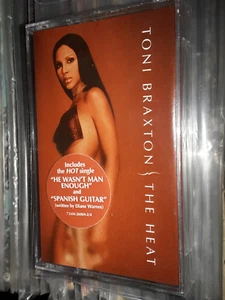 TONI BRAXTON } THE HEAT
Includes
the HOT single
"HE WASN'T MAN
ENOUGH"
and
"SPANISH GUITAR"
(written by Diane Warren)